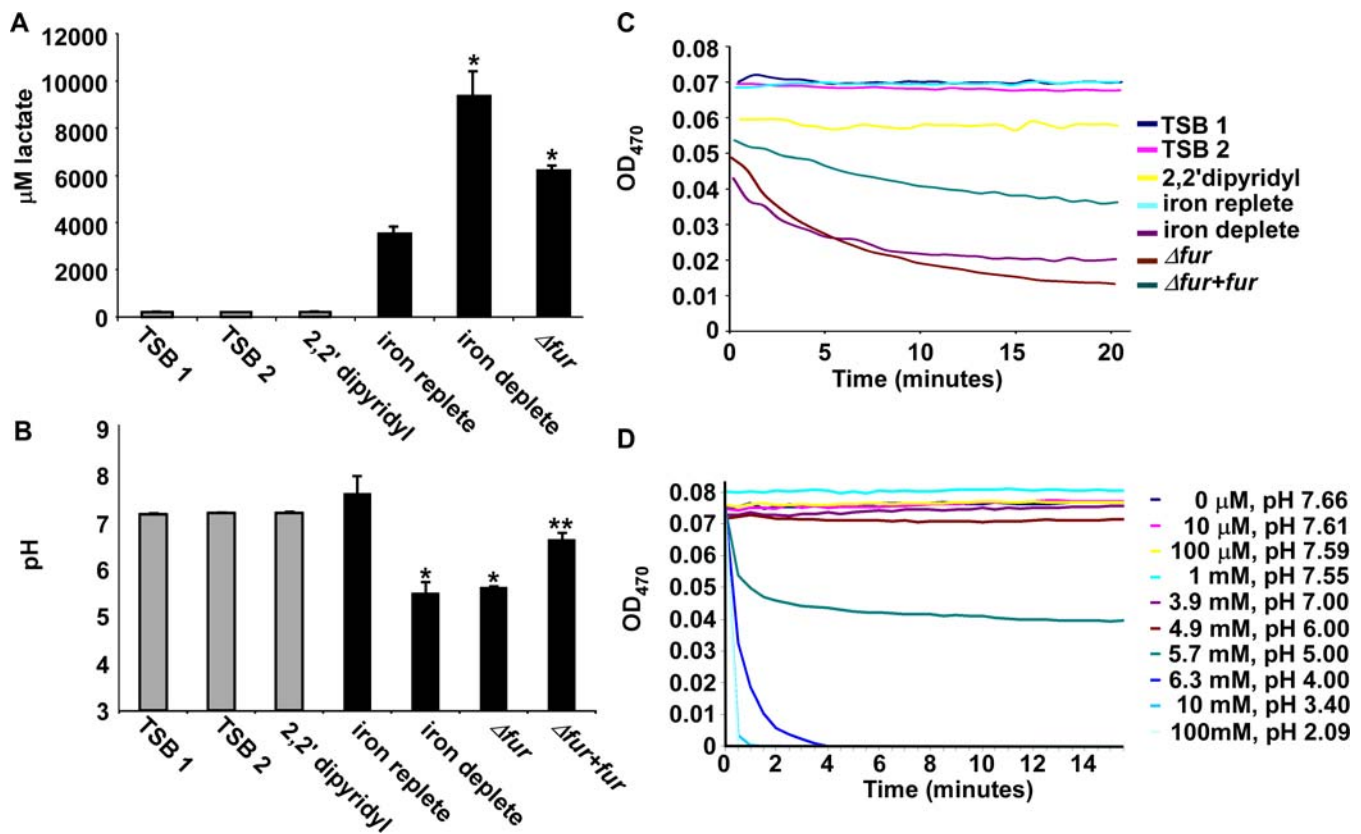 A
12000
10000
8000
6000
4000
2000
0
μM lactate
TSB 1
TSB 2
2,2' dipyridyl
iron replete
iron deplete
Δfur
*
*
B
9
8
7
6
5
4
3
pH
TSB 1
TSB 2
2,2' dipyridyl
iron replete
iron deplete
Δfur
Δfur+fur
*
*
**
C
0.08
0.07
0.06
0.05
0.04
0.03
0.02
0.01
0
OD470
0
5
10
15
20
Time (minutes)
TSB 1
TSB 2
2,2'dipyridyl
iron replete
iron deplete
Δfur
Δfur+fur
D
0.08
0.07
0.06
0.05
0.04
0.03
0.02
0.01
0
OD470
0
2
4
6
8
10
12
14
Time (minutes)
0 μM, pH 7.66
10 μM, pH 7.61
100 μM, pH 7.59
1 mM, pH 7.55
3.9 mM, pH 7.00
4.9 mM, pH 6.00
5.7 mM, pH 5.00
6.3 mM, pH 4.00
10 mM, pH 3.40
100mM, pH 2.09